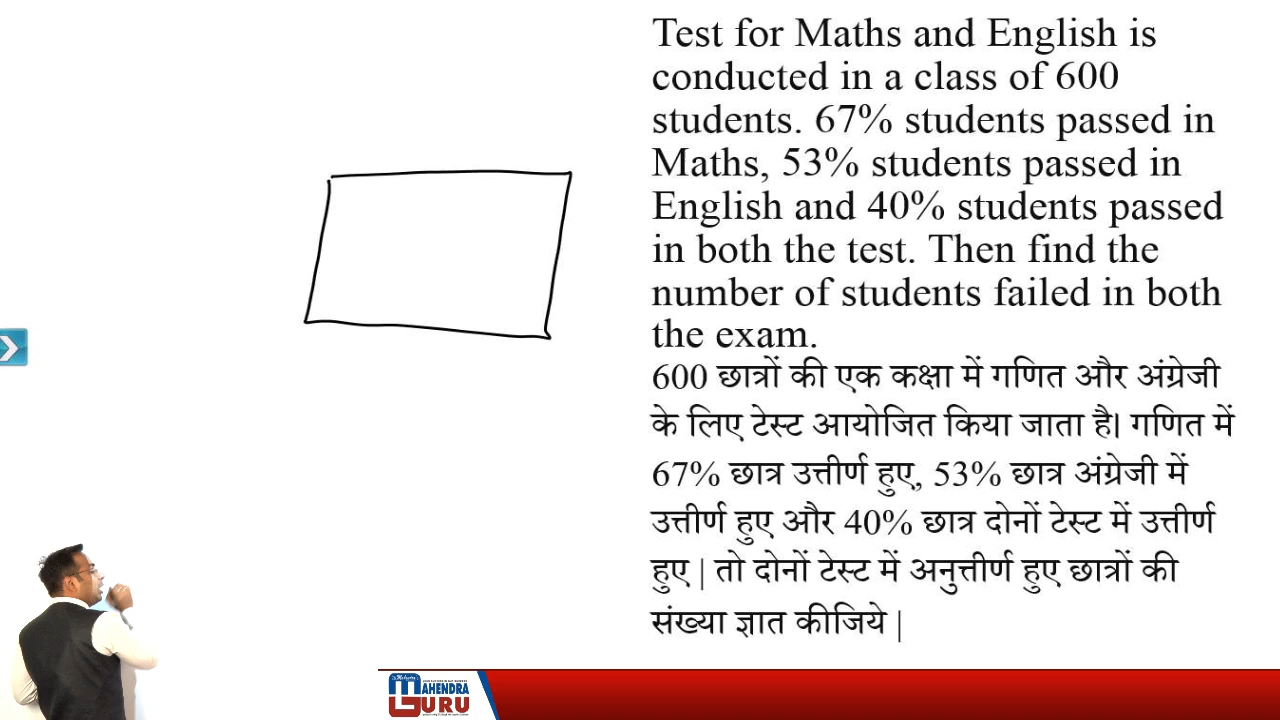 Test for Maths and English is
conducted in a class of 600
students. 67% students passed in
Maths, 53% students passed in
English and 40% students passed
in both the test. Then find the
number of students failed in both
the exam.
600 छात्रों की एक कक्षा में गणित और अंग्रेजी
के लिए टेस्ट आयोजित किया जाता है। गणित में
67% छात्र उत्तीर्ण हुए, 53% छात्र अंग्रेजी में
उत्तीर्ण हुए और 40% छात्र दोनों टेस्ट में उत्तीर्ण
हुए | तो दोनों टेस्ट में अनुत्तीर्ण हुए छात्रों की
संख्या ज्ञात कीजिये |
MAHENDRA
GURU